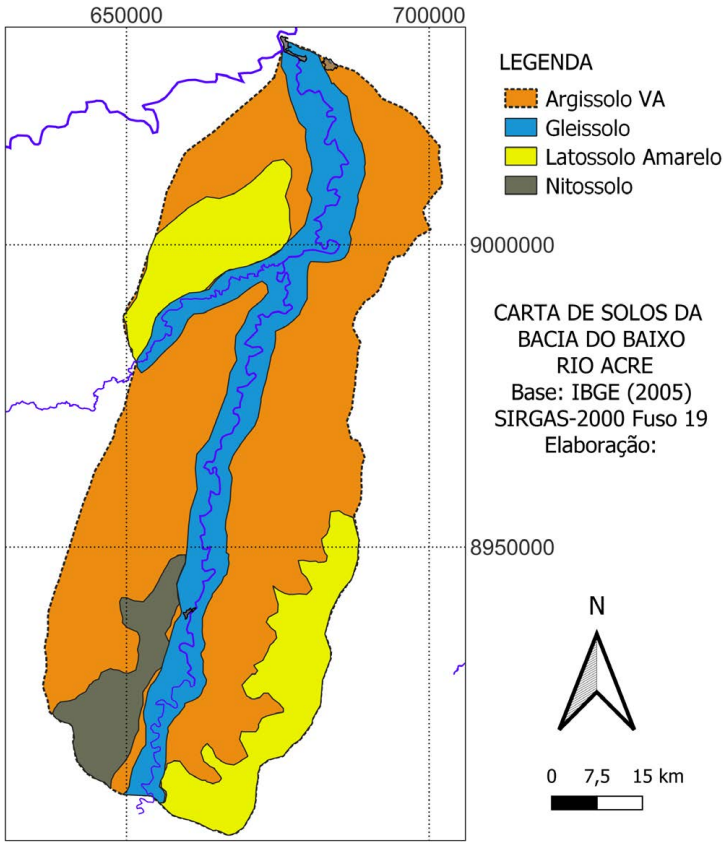 650000
700000
LEGENDA
Argissolo VA
Gleissolo
Latossolo Amarelo
Nitossolo
9000000
CARTA DE SOLOS DA
BACIA DO BAIXO
RIO ACRE
Base: IBGE (2005)
SIRGAS-2000 Fuso 19
Elaboração:
8950000
N
0 7,5 15 km